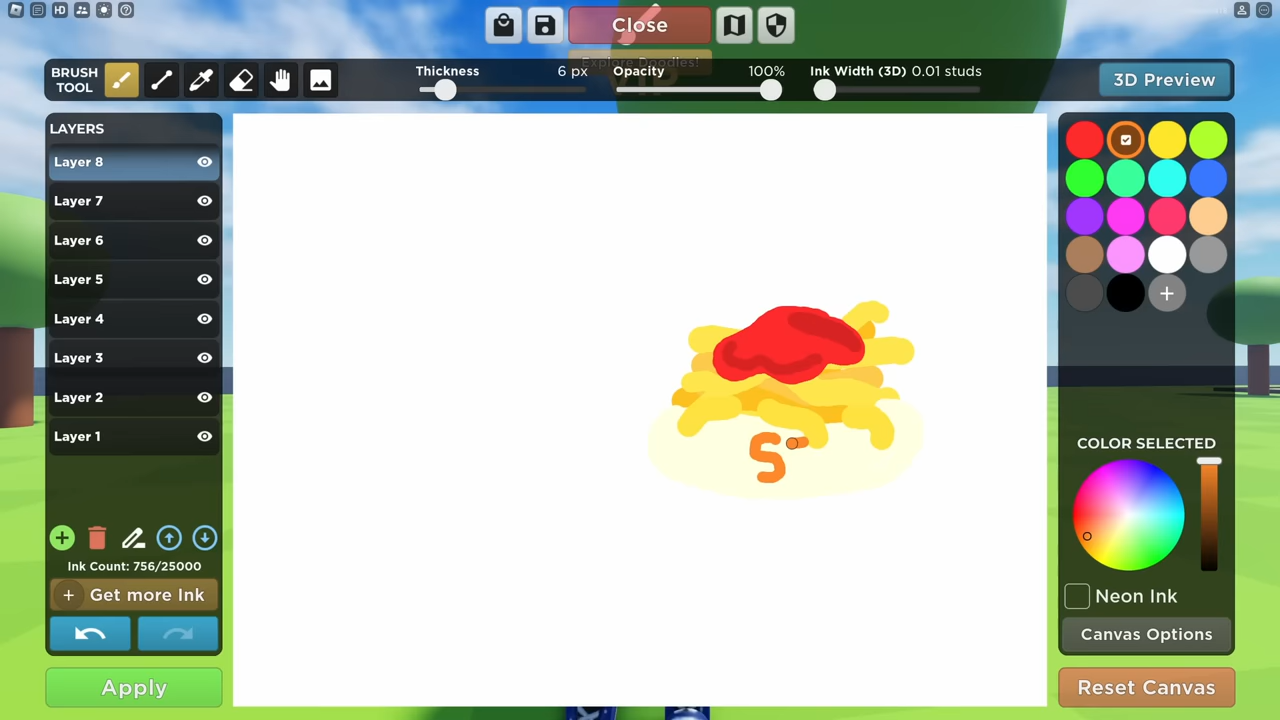 Close
Explore Doodles!
BRUSH TOOL
Thickness 6 px
Opacity 100%
Ink Width (3D) 0.01 studs
3D Preview
LAYERS
Layer 8
Layer 7
Layer 6
Layer 5
Layer 4
Layer 3
Layer 2
Layer 1
Ink Count: 756/25000
+ Get more Ink
Apply
S
COLOR SELECTED
Neon Ink
Canvas Options
Reset Canvas